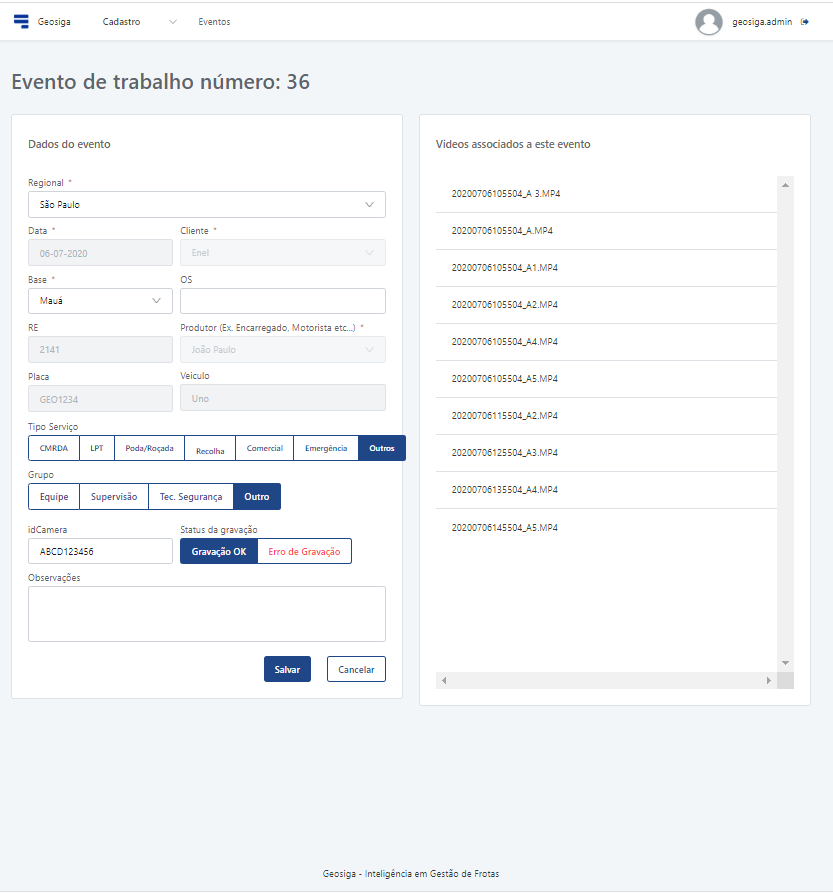 Geosiga Cadastro Eventos geosiga.admin
Evento de trabalho número: 36
Dados do evento
Regional *
São Paulo
Data * Cliente *
06-07-2020 Enel
Base * OS
Mauá
RE Produtor (Ex. Encarregado, Motorista etc...) *
2141 João Paulo
Placa Veiculo
GEO1234 Uno
Tipo Serviço
CMRDA LPT Poda/Roçada Recolha Comercial Emergência Outros
Grupo
Equipe Supervisão Tec. Segurança Outro
idCamera Status da gravação
ABCD123456 Gravação OK Erro de Gravação
Observações
Salvar Cancelar
Videos associados a este evento
20200706105504_A 3.MP4
20200706105504_A.MP4
20200706105504_A1.MP4
20200706105504_A2.MP4
20200706105504_A4.MP4
20200706105504_A5.MP4
20200706115504_A2.MP4
20200706125504_A3.MP4
20200706135504_A4.MP4
20200706145504_A5.MP4
Geosiga - Inteligência em Gestão de Frotas